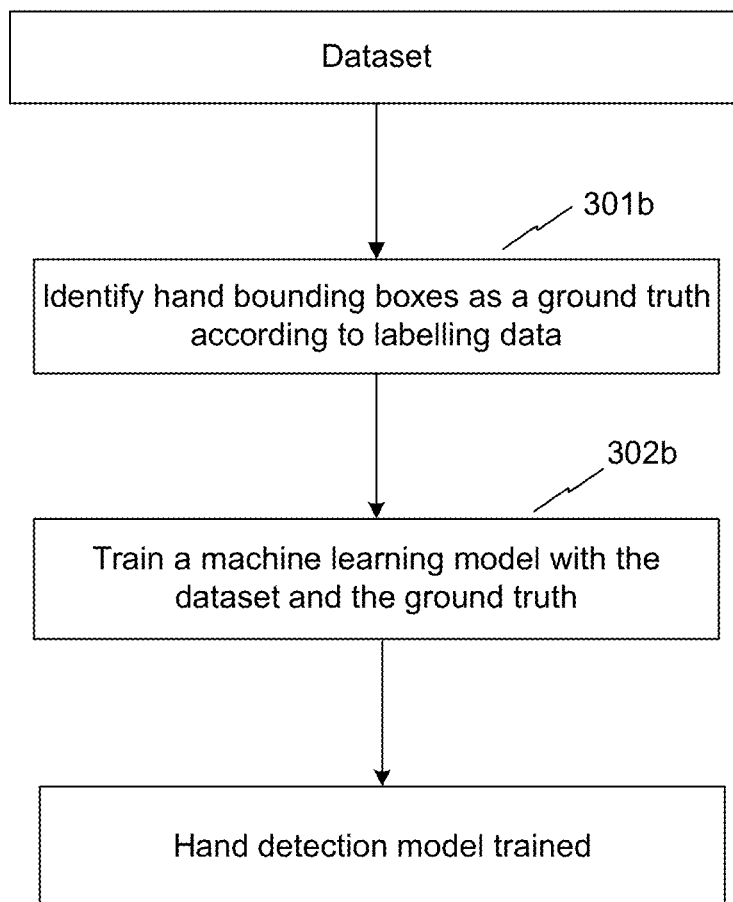 Dataset
301b
Identify hand bounding boxes as a ground truth
according to labelling data
302b
Train a machine learning model with the
dataset and the ground truth
Hand detection model trained